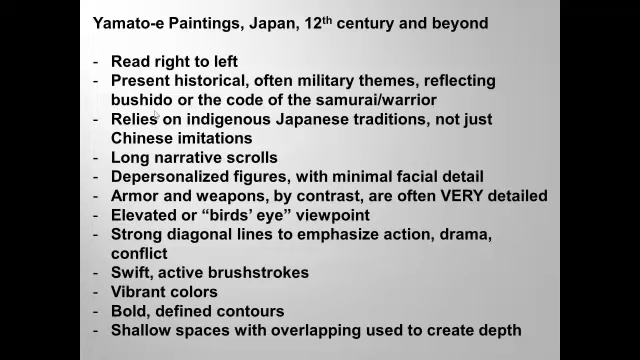 Yamato-e Paintings, Japan, 12th century and beyond
- Read right to left
- Present historical, often military themes, reflecting
bushido or the code of the samurai/warrior
- Relies on indigenous Japanese traditions, not just
Chinese imitations
- Long narrative scrolls
- Depersonalized figures, with minimal facial detail
- Armor and weapons, by contrast, are often VERY detailed
- Elevated or “birds’ eye” viewpoint
- Strong diagonal lines to emphasize action, drama,
conflict
- Swift, active brushstrokes
- Vibrant colors
- Bold, defined contours
- Shallow spaces with overlapping used to create depth